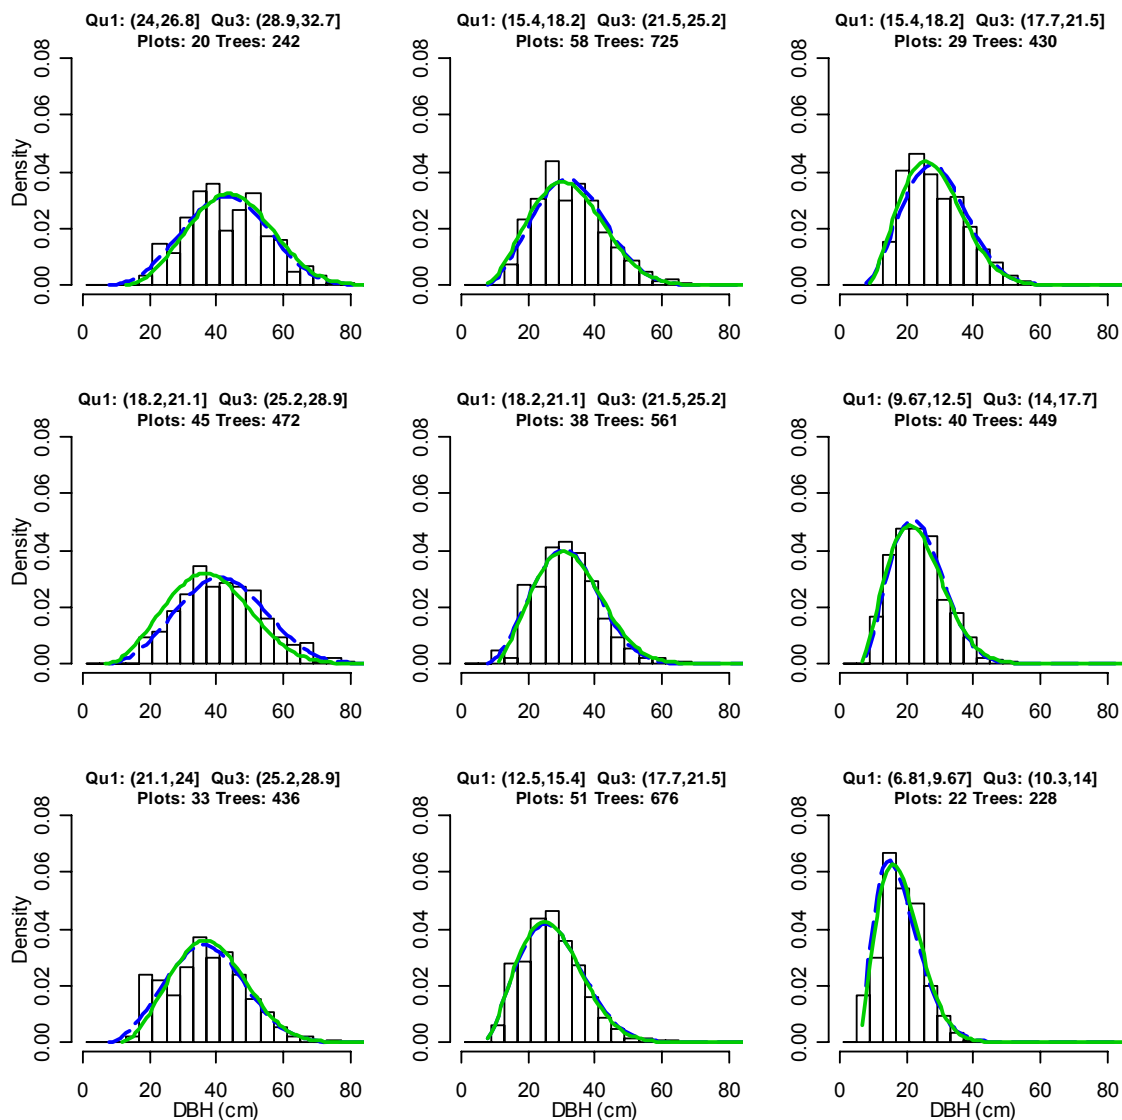 Qu1: (24,26.8]  Qu3: (28.9,32.7]
Plots: 20 Trees: 242
Density
0.00 0.02 0.04 0.06 0.08
0 20 40 60 80
Qu1: (15.4,18.2]  Qu3: (21.5,25.2]
Plots: 58 Trees: 725
0.00 0.02 0.04 0.06 0.08
0 20 40 60 80
Qu1: (15.4,18.2]  Qu3: (17.7,21.5]
Plots: 29 Trees: 430
0.00 0.02 0.04 0.06 0.08
0 20 40 60 80
Qu1: (18.2,21.1]  Qu3: (25.2,28.9]
Plots: 45 Trees: 472
Density
0.00 0.02 0.04 0.06 0.08
0 20 40 60 80
Qu1: (18.2,21.1]  Qu3: (21.5,25.2]
Plots: 38 Trees: 561
0.00 0.02 0.04 0.06 0.08
0 20 40 60 80
Qu1: (9.67,12.5]  Qu3: (14,17.7]
Plots: 40 Trees: 449
0.00 0.02 0.04 0.06 0.08
0 20 40 60 80
Qu1: (21.1,24]  Qu3: (25.2,28.9]
Plots: 33 Trees: 436
Density
0.00 0.02 0.04 0.06 0.08
0 20 40 60 80
DBH (cm)
Qu1: (12.5,15.4]  Qu3: (17.7,21.5]
Plots: 51 Trees: 676
0.00 0.02 0.04 0.06 0.08
0 20 40 60 80
DBH (cm)
Qu1: (6.81,9.67]  Qu3: (10.3,14]
Plots: 22 Trees: 228
0.00 0.02 0.04 0.06 0.08
0 20 40 60 80
DBH (cm)